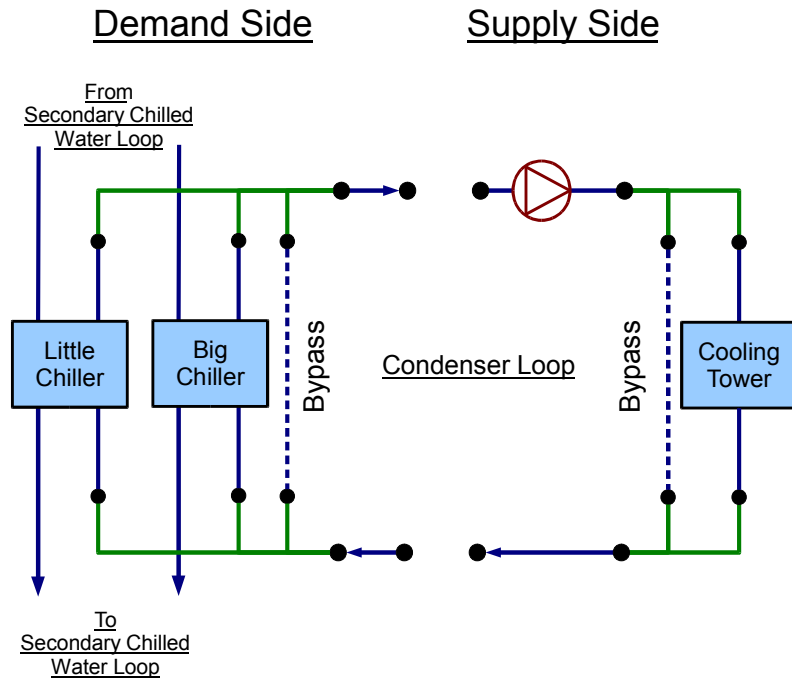 Demand Side
Supply Side
From
Secondary Chilled
Water Loop
Little
Chiller
Big
Chiller
Bypass
Condenser Loop
Bypass
Cooling
Tower
To
Secondary Chilled
Water Loop